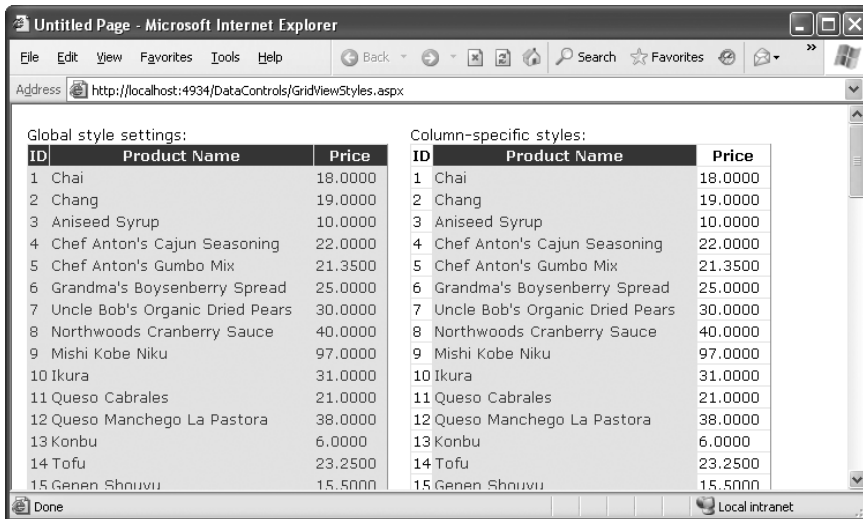 Untitled Page - Microsoft Internet Explorer
File Edit View Favorites Tools Help Back Search Favorites »
Address http://localhost:4934/DataControls/GridViewStyles.aspx
Global style settings: Column-specific styles:
ID Product Name Price ID Product Name Price
1 Chai 18.0000 1 Chai 18.0000
2 Chang 19.0000 2 Chang 19.0000
3 Aniseed Syrup 10.0000 3 Aniseed Syrup 10.0000
4 Chef Anton's Cajun Seasoning 22.0000 4 Chef Anton's Cajun Seasoning 22.0000
5 Chef Anton's Gumbo Mix 21.3500 5 Chef Anton's Gumbo Mix 21.3500
6 Grandma's Boysenberry Spread 25.0000 6 Grandma's Boysenberry Spread 25.0000
7 Uncle Bob's Organic Dried Pears 30.0000 7 Uncle Bob's Organic Dried Pears 30.0000
8 Northwoods Cranberry Sauce 40.0000 8 Northwoods Cranberry Sauce 40.0000
9 Mishi Kobe Niku 97.0000 9 Mishi Kobe Niku 97.0000
10 Ikura 31.0000 10 Ikura 31.0000
11 Queso Cabrales 21.0000 11 Queso Cabrales 21.0000
12 Queso Manchego La Pastora 38.0000 12 Queso Manchego La Pastora 38.0000
13 Konbu 6.0000 13 Konbu 6.0000
14 Tofu 23.2500 14 Tofu 23.2500
15 Genen Shouyu 15.5000 15 Genen Shouyu 15.5000
Done Local intranet